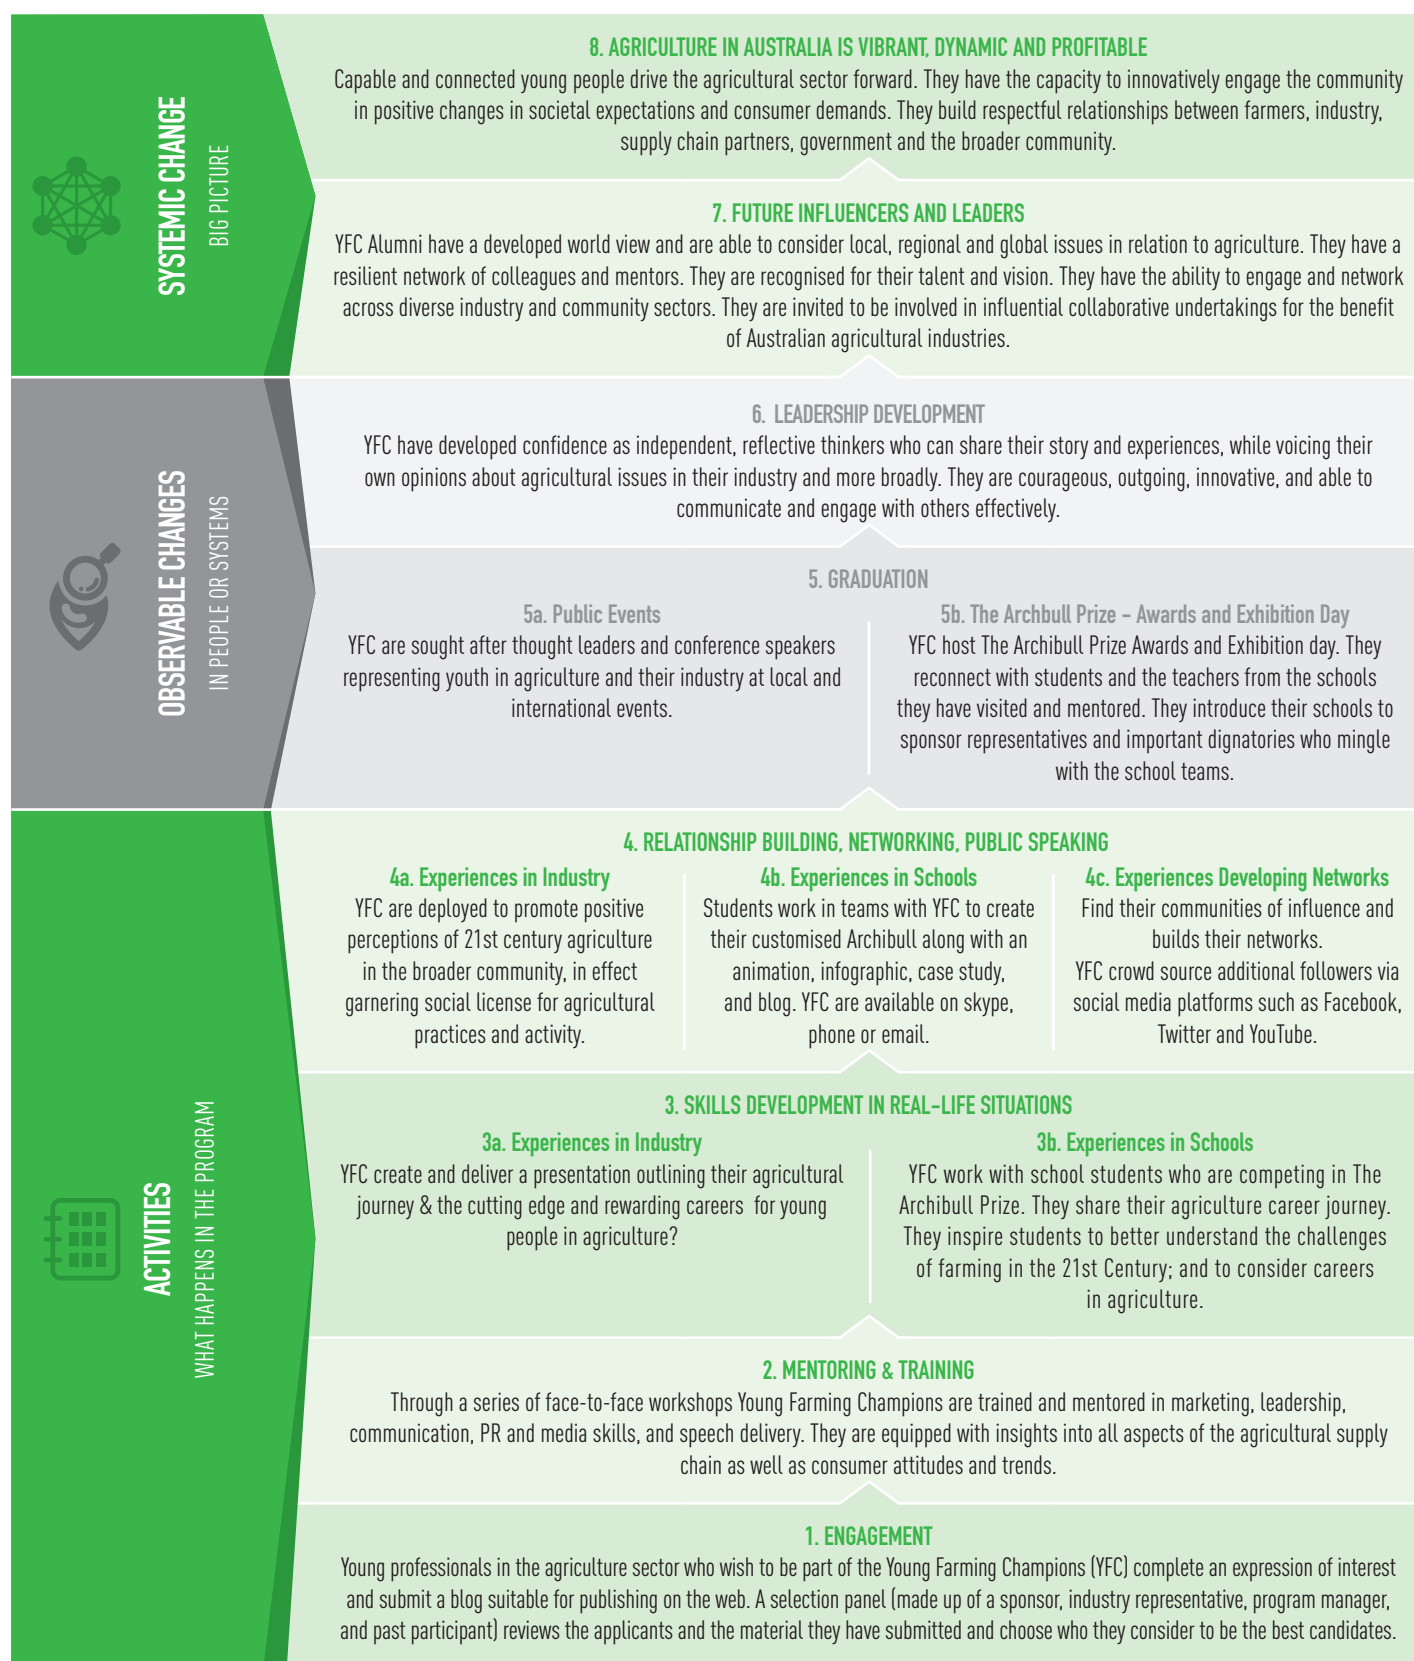 SYSTEMIC CHANGE
BIG PICTURE
8. AGRICULTURE IN AUSTRALIA IS VIBRANT, DYNAMIC AND PROFITABLE
Capable and connected young people drive the agricultural sector forward. They have the capacity to innovatively engage the community
in positive changes in societal expectations and consumer demands. They build respectful relationships between farmers, industry,
supply chain partners, government and the broader community.
7. FUTURE INFLUENCERS AND LEADERS
YFC Alumni have a developed world view and are able to consider local, regional and global issues in relation to agriculture. They have a
resilient network of colleagues and mentors. They are recognised for their talent and vision. They have the ability to engage and network
across diverse industry and community sectors. They are invited to be involved in influential collaborative undertakings for the benefit
of Australian agricultural industries.
OBSERVABLE CHANGES
IN PEOPLE OR SYSTEMS
6. LEADERSHIP DEVELOPMENT
YFC have developed confidence as independent, reflective thinkers who can share their story and experiences, while voicing their
own opinions about agricultural issues in their industry and more broadly. They are courageous, outgoing, innovative, and able to
communicate and engage with others effectively.
5. GRADUATION
5a. Public Events
YFC are sought after thought leaders and conference speakers
representing youth in agriculture and their industry at local and
international events.
5b. The Archbull Prize – Awards and Exhibition Day
YFC host The Archibull Prize Awards and Exhibition day. They
reconnect with students and the teachers from the schools
they have visited and mentored. They introduce their schools to
sponsor representatives and important dignatories who mingle
with the school teams.
ACTIVITIES
WHAT HAPPENS IN THE PROGRAM
4. RELATIONSHIP BUILDING, NETWORKING, PUBLIC SPEAKING
4a. Experiences in Industry
YFC are deployed to promote positive
perceptions of 21st century agriculture
in the broader community, in effect
garnering social license for agricultural
practices and activity.
4b. Experiences in Schools
Students work in teams with YFC to create
their customised Archibull along with an
animation, infographic, case study,
and blog. YFC are available on skype,
phone or email.
4c. Experiences Developing Networks
Find their communities of influence and
builds their networks.
YFC crowd source additional followers via
social media platforms such as Facebook,
Twitter and YouTube.
3. SKILLS DEVELOPMENT IN REAL-LIFE SITUATIONS
3a. Experiences in Industry
YFC create and deliver a presentation outlining their agricultural
journey & the cutting edge and rewarding careers for young
people in agriculture?
3b. Experiences in Schools
YFC work with school students who are competing in The
Archibull Prize. They share their agriculture career journey.
They inspire students to better understand the challenges
of farming in the 21st Century; and to consider careers
in agriculture.
2. MENTORING & TRAINING
Through a series of face-to-face workshops Young Farming Champions are trained and mentored in marketing, leadership,
communication, PR and media skills, and speech delivery. They are equipped with insights into all aspects of the agricultural supply
chain as well as consumer attitudes and trends.
1. ENGAGEMENT
Young professionals in the agriculture sector who wish to be part of the Young Farming Champions (YFC) complete an expression of interest
and submit a blog suitable for publishing on the web. A selection panel (made up of a sponsor, industry representative, program manager,
and past participant) reviews the applicants and the material they have submitted and choose who they consider to be the best candidates.